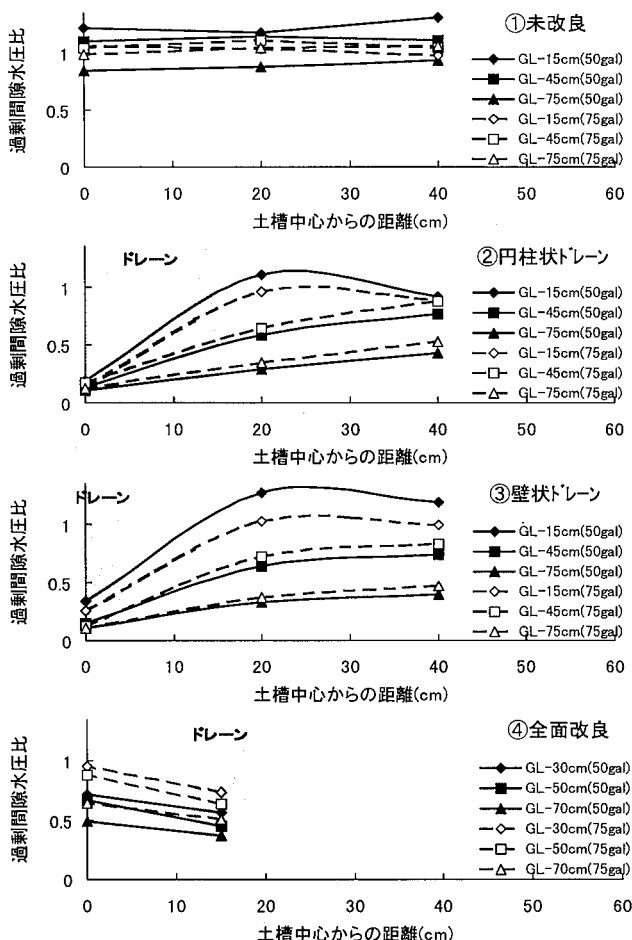 ①未改良
過剰間隙水圧比
1
0.5
0
0 10 20 30 40 50 60
土槽中心からの距離(cm)
GL-15cm(50gal)
GL-45cm(50gal)
GL-75cm(50gal)
GL-15cm(75gal)
GL-45cm(75gal)
GL-75cm(75gal)
ドレーン
②円柱状ドレーン
過剰間隙水圧比
1
0.5
0
0 10 20 30 40 50 60
土槽中心からの距離(cm)
GL-15cm(50gal)
GL-45cm(50gal)
GL-75cm(50gal)
GL-15cm(75gal)
GL-45cm(75gal)
GL-75cm(75gal)
ドレーン
③壁状ドレーン
過剰間隙水圧比
1
0.5
0
0 10 20 30 40 50 60
土槽中心からの距離(cm)
GL-15cm(50gal)
GL-45cm(50gal)
GL-75cm(50gal)
GL-15cm(75gal)
GL-45cm(75gal)
GL-75cm(75gal)
ドレーン
④全面改良
過剰間隙水圧比
1
0.5
0
0 10 20 30 40 50 60
土槽中心からの距離(cm)
GL-30cm(50gal)
GL-50cm(50gal)
GL-70cm(50gal)
GL-30cm(75gal)
GL-50cm(75gal)
GL-70cm(75gal)